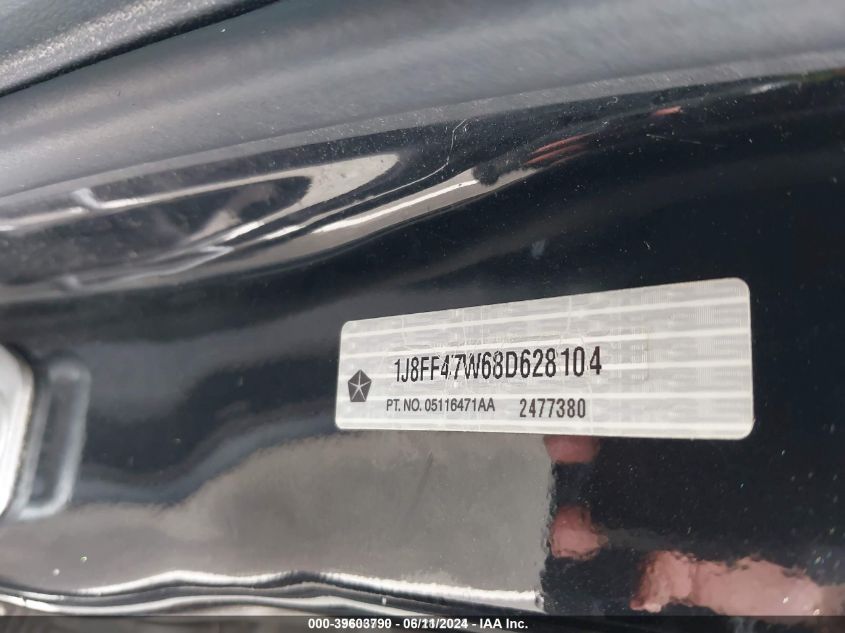 1J8FF47W68D628104
PT. NO. 05116471AA 2477380
000-39603790 - 06/11/2024 - IAA Inc.